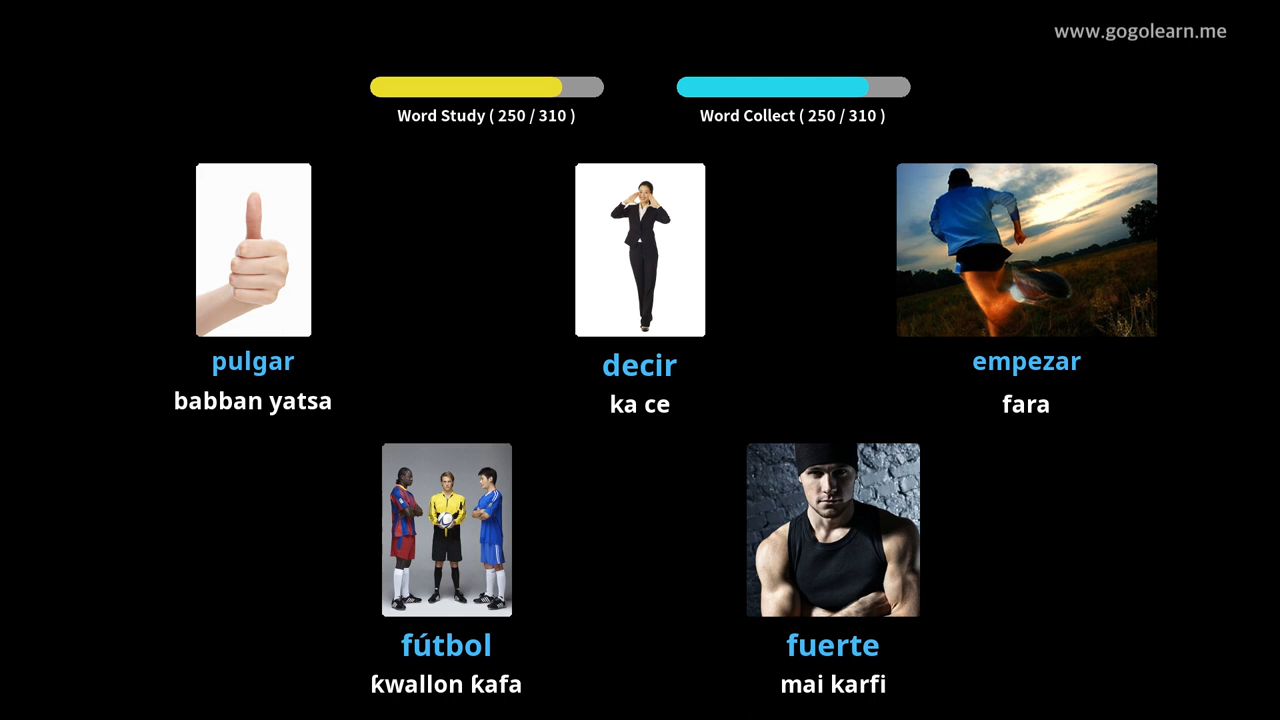 www.gogolearn.me
Word Study ( 250 / 310 )
Word Collect ( 250 / 310 )
pulgar
babban yatsa
decir
ka ce
empezar
fara
fútbol
ƙwallon ƙafa
fuerte
mai karfi